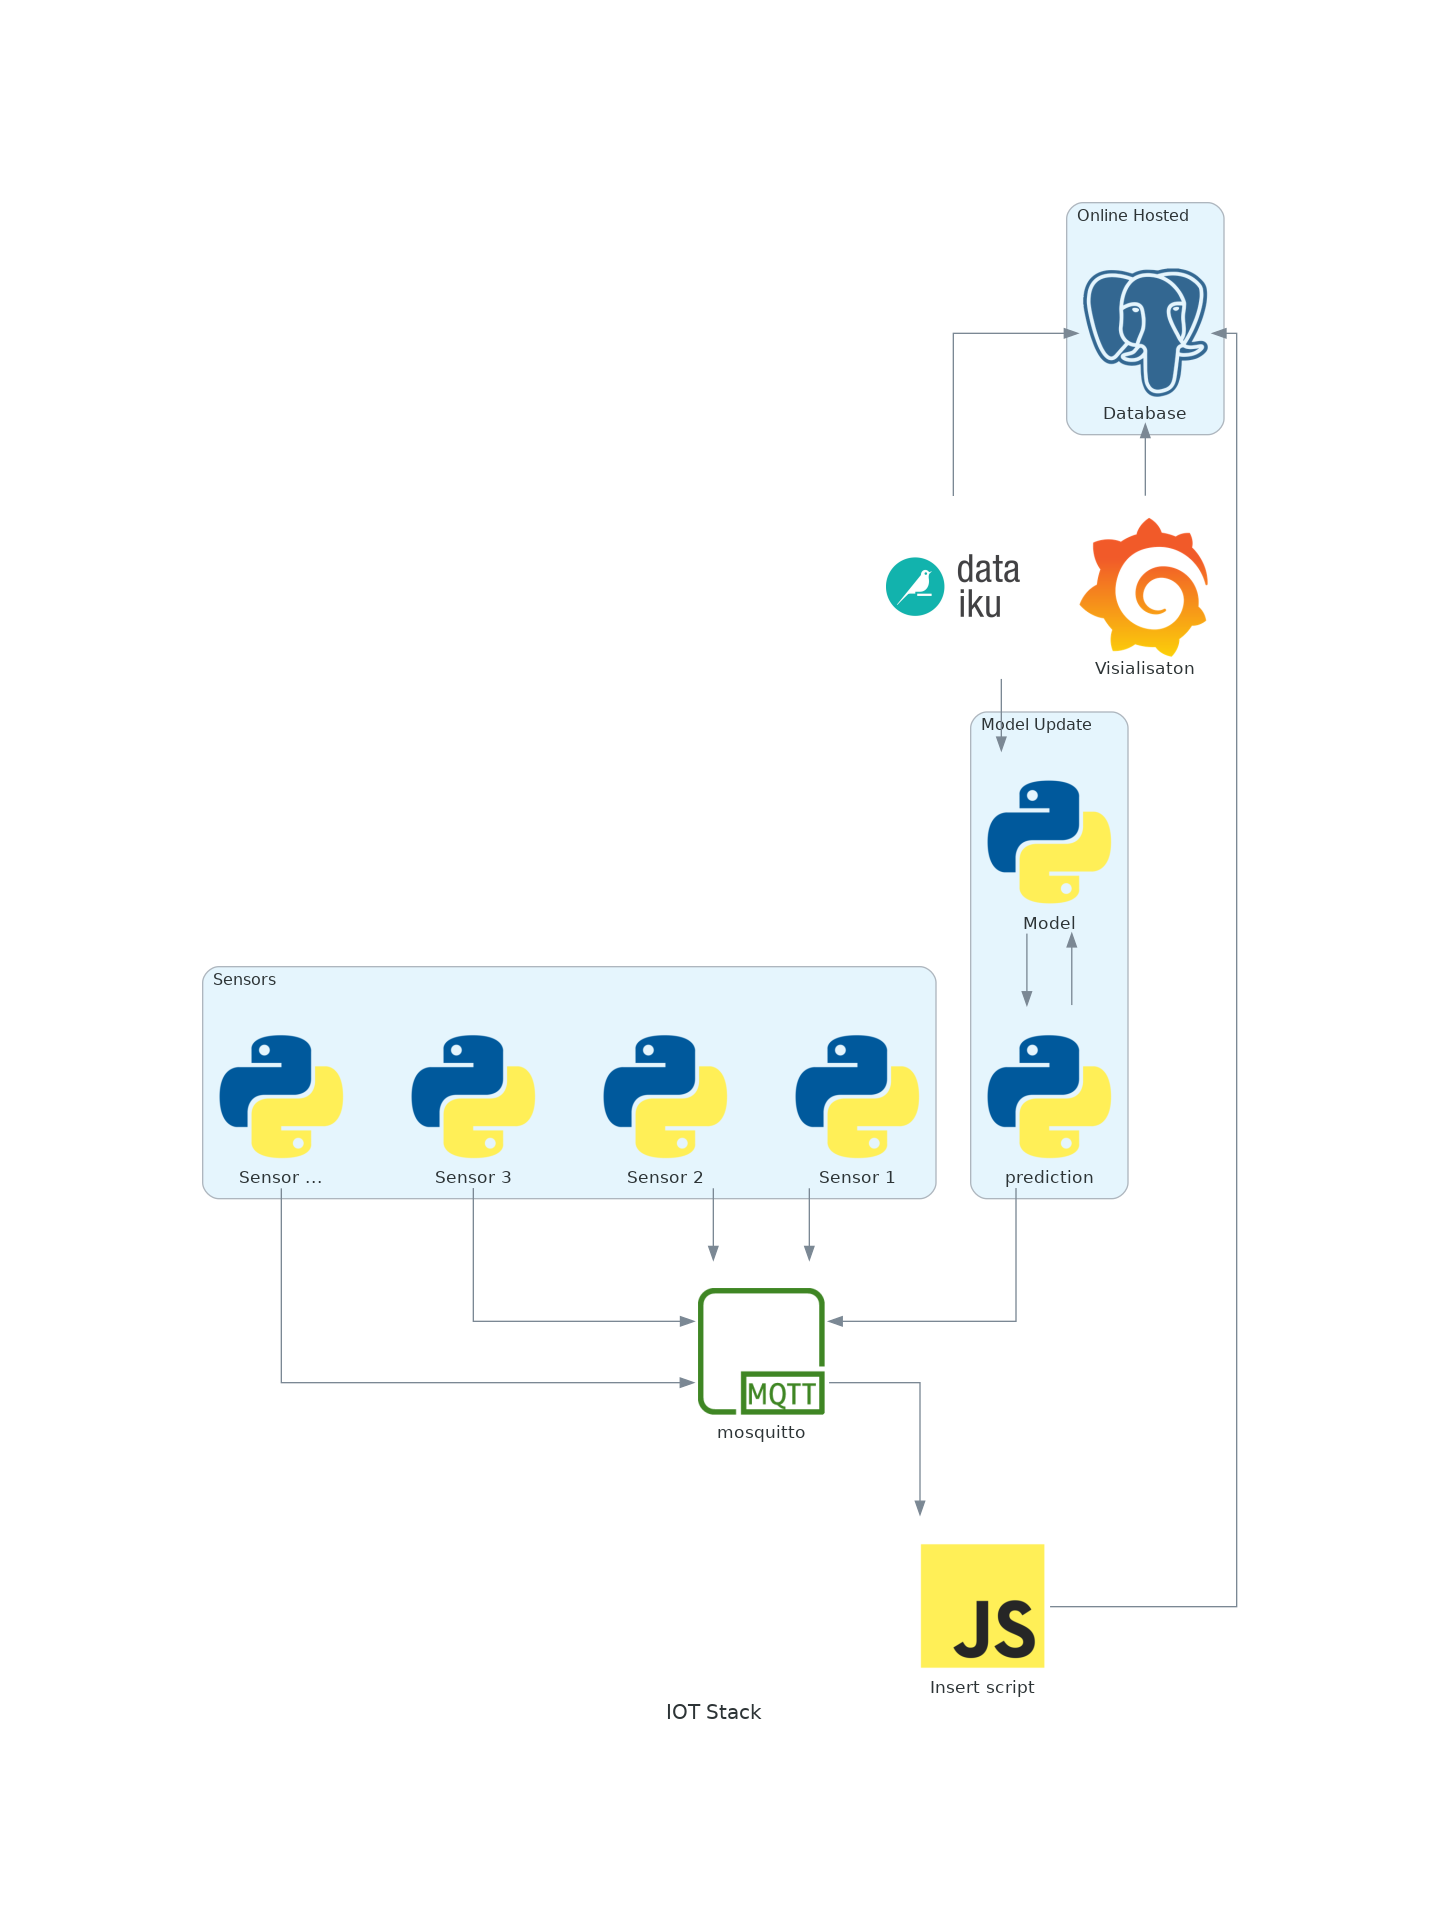 Online Hosted
Database
data
iku
Visialisaton
Model Update
Model
Sensors
Sensor ...
Sensor 3
Sensor 2
Sensor 1
prediction
MQTT
mosquitto
JS
Insert script
IOT Stack